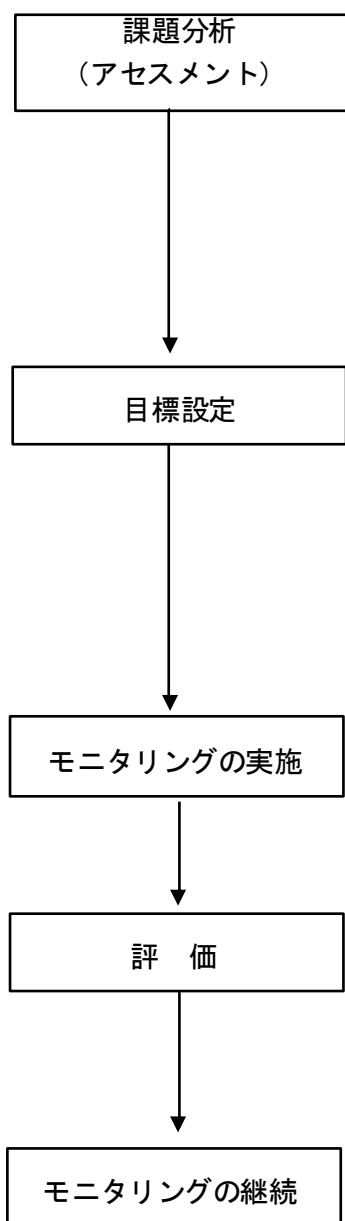 課題分析
（アセスメント）
目標設定
モニタリングの実施
評　価
モニタリングの継続